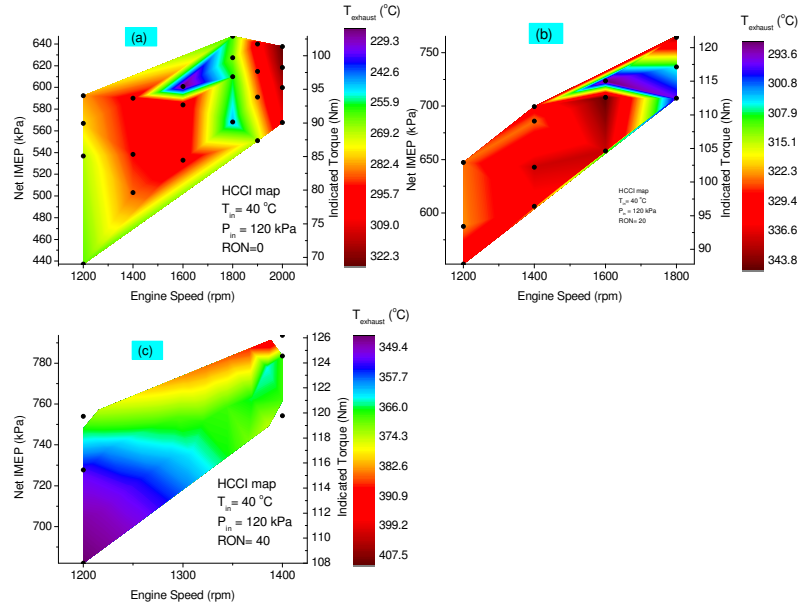 T exhaust (°C)
(a)
640
620
600
580
560
540
520
500
480
460
440
Net IMEP (kPa)
100
95
90
85
80
75
70
Indicated Torque (Nm)
229.3
242.6
255.9
269.1
282.4
295.7
309.0
322.3
HCCI map
T in = 40 °C
P in = 120 kPa
RON=0
1200 1400 1600 1800 2000
Engine Speed (rpm)
T exhaust (°C)
(b)
750
700
650
600
Net IMEP (kPa)
120
115
110
105
100
95
90
Indicated Torque (Nm)
293.6
300.8
307.9
315.1
322.3
329.4
336.6
343.8
HCCI map
T in = 40 °C
P in = 120 kPa
RON= 20
1200 1400 1600 1800
Engine Speed (rpm)
T exhaust (°C)
(c)
780
760
740
720
700
Net IMEP (kPa)
126
124
122
120
118
116
114
112
110
108
Indicated Torque (Nm)
349.4
357.7
366.0
374.3
382.6
390.9
399.2
407.5
HCCI map
T in = 40 °C
P in = 120 kPa
RON= 40
1200 1300 1400
Engine Speed (rpm)